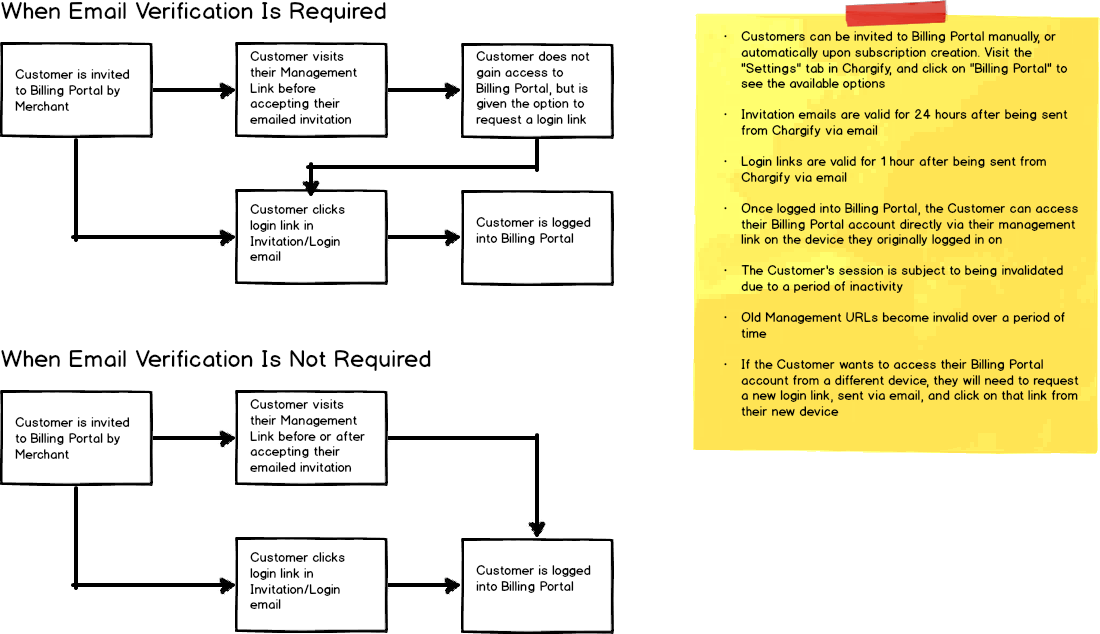 When Email Verification Is Required
Customer is invited
to Billing Portal by
Merchant
Customer visits
their Management
Link before
accepting their
emailed invitation
Customer does not
gain access to
Billing Portal, but is
given the option to
request a login link
Customer clicks
login link in
Invitation/Login
email
Customer is logged
into Billing Portal
When Email Verification Is Not Required
Customer is invited
to Billing Portal by
Merchant
Customer visits
their Management
Link before or after
accepting their
emailed invitation
Customer clicks
login link in
Invitation/Login
email
Customer is logged
into Billing Portal
· Customers can be invited to Billing Portal manually, or
automatically upon subscription creation. Visit the
"Settings" tab in Chargify, and click on "Billing Portal" to
see the available options
· Invitation emails are valid for 24 hours after being sent
from Chargify via email
· Login links are valid for 1 hour after being sent from
Chargify via email
· Once logged into Billing Portal, the Customer can access
their Billing Portal account directly via their management
link on the device they originally logged in on
· The Customer's session is subject to being invalidated
due to a period of inactivity
· Old Management URLs become invalid over a period of
time
· If the Customer wants to access their Billing Portal
account from a different device, they will need to request
a new login link, sent via email, and click on that link from
their new device